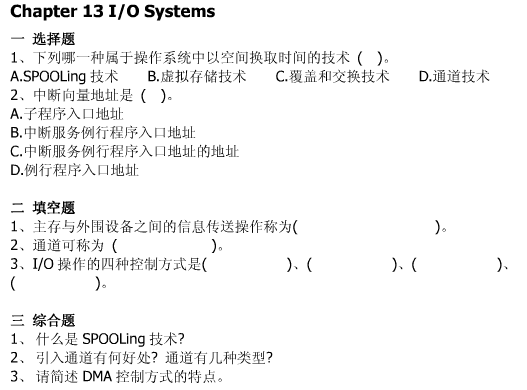 Chapter 13 I/O Systems
一 选择题
1、下列哪一种属于操作系统中以空间换取时间的技术（ ）。
A.SPOOLing 技术 B.虚拟存储技术 C.覆盖和交换技术 D.通道技术
2、中断向量地址是（ ）。
A.子程序入口地址
B.中断服务例行程序入口地址
C.中断服务例行程序入口地址的地址
D.例行程序入口地址
二 填空题
1、主存与外围设备之间的信息传送操作称为( )。
2、通道可称为（ )。
3、I/O 操作的四种控制方式是( )、( )、( )、
( )。
三 综合题
1、 什么是 SPOOLing 技术?
2、 引入通道有何好处? 通道有几种类型?
3、 请简述 DMA 控制方式的特点。